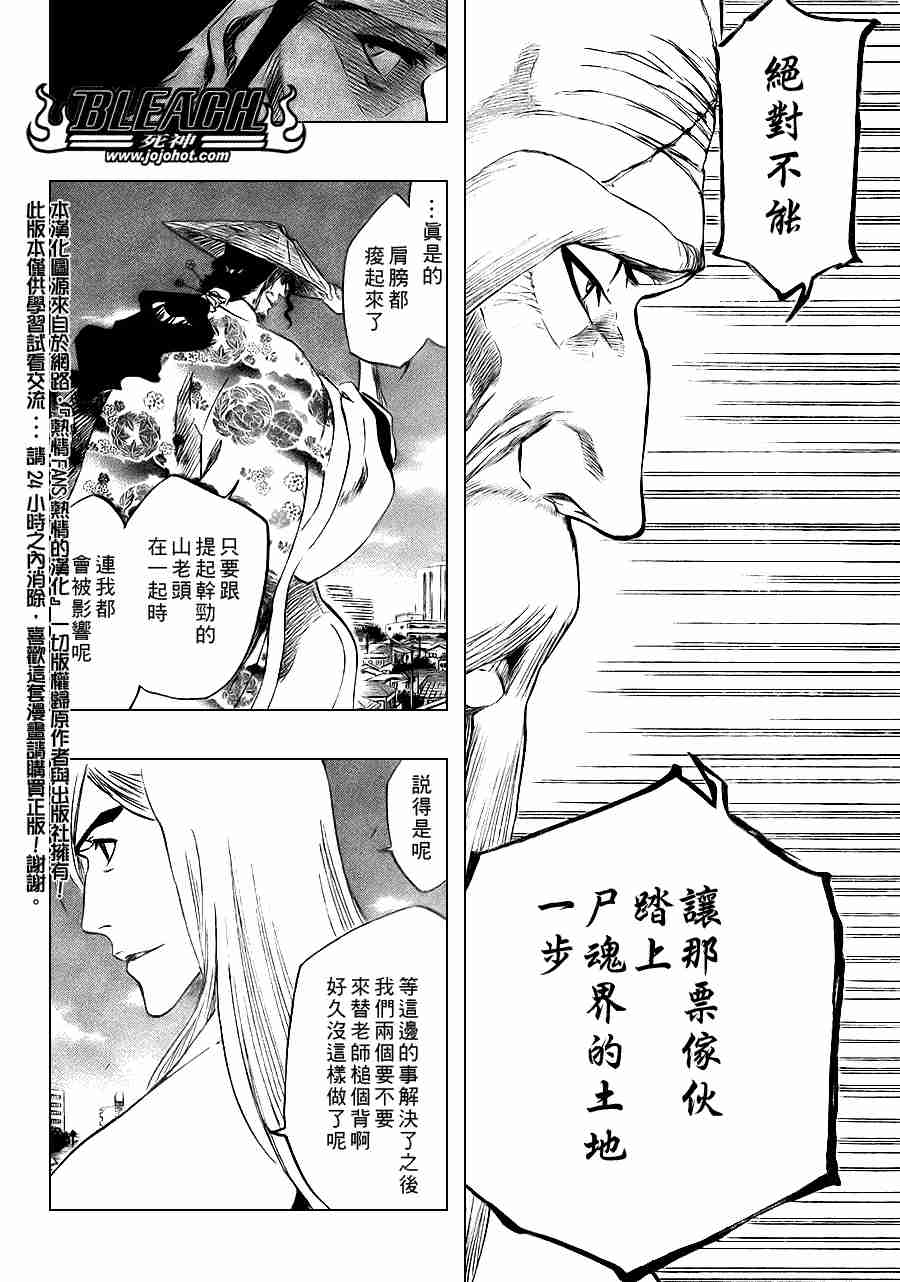 絕對不能
讓那票傢伙
踏上
尸魂界的土地
一步
BLEACH
死神
www.jojohot.com
…真是的
肩膀都
痠起來
了
只要跟
提起幹勁的
山老頭
在一起時
連我都
會被影響呢
説得是呢
等這邊的事解決了之後
我們兩個要不要
來替老師槌個背啊
好久沒這樣做了呢
本漢化圖源來自於網路．『熱情FANS熱情的漢化』一切版權歸原作者與出版社擁有！
此版本僅供學習試看交流… 請24小時之內消除．喜歡這套漫畫請購買正版！謝謝。